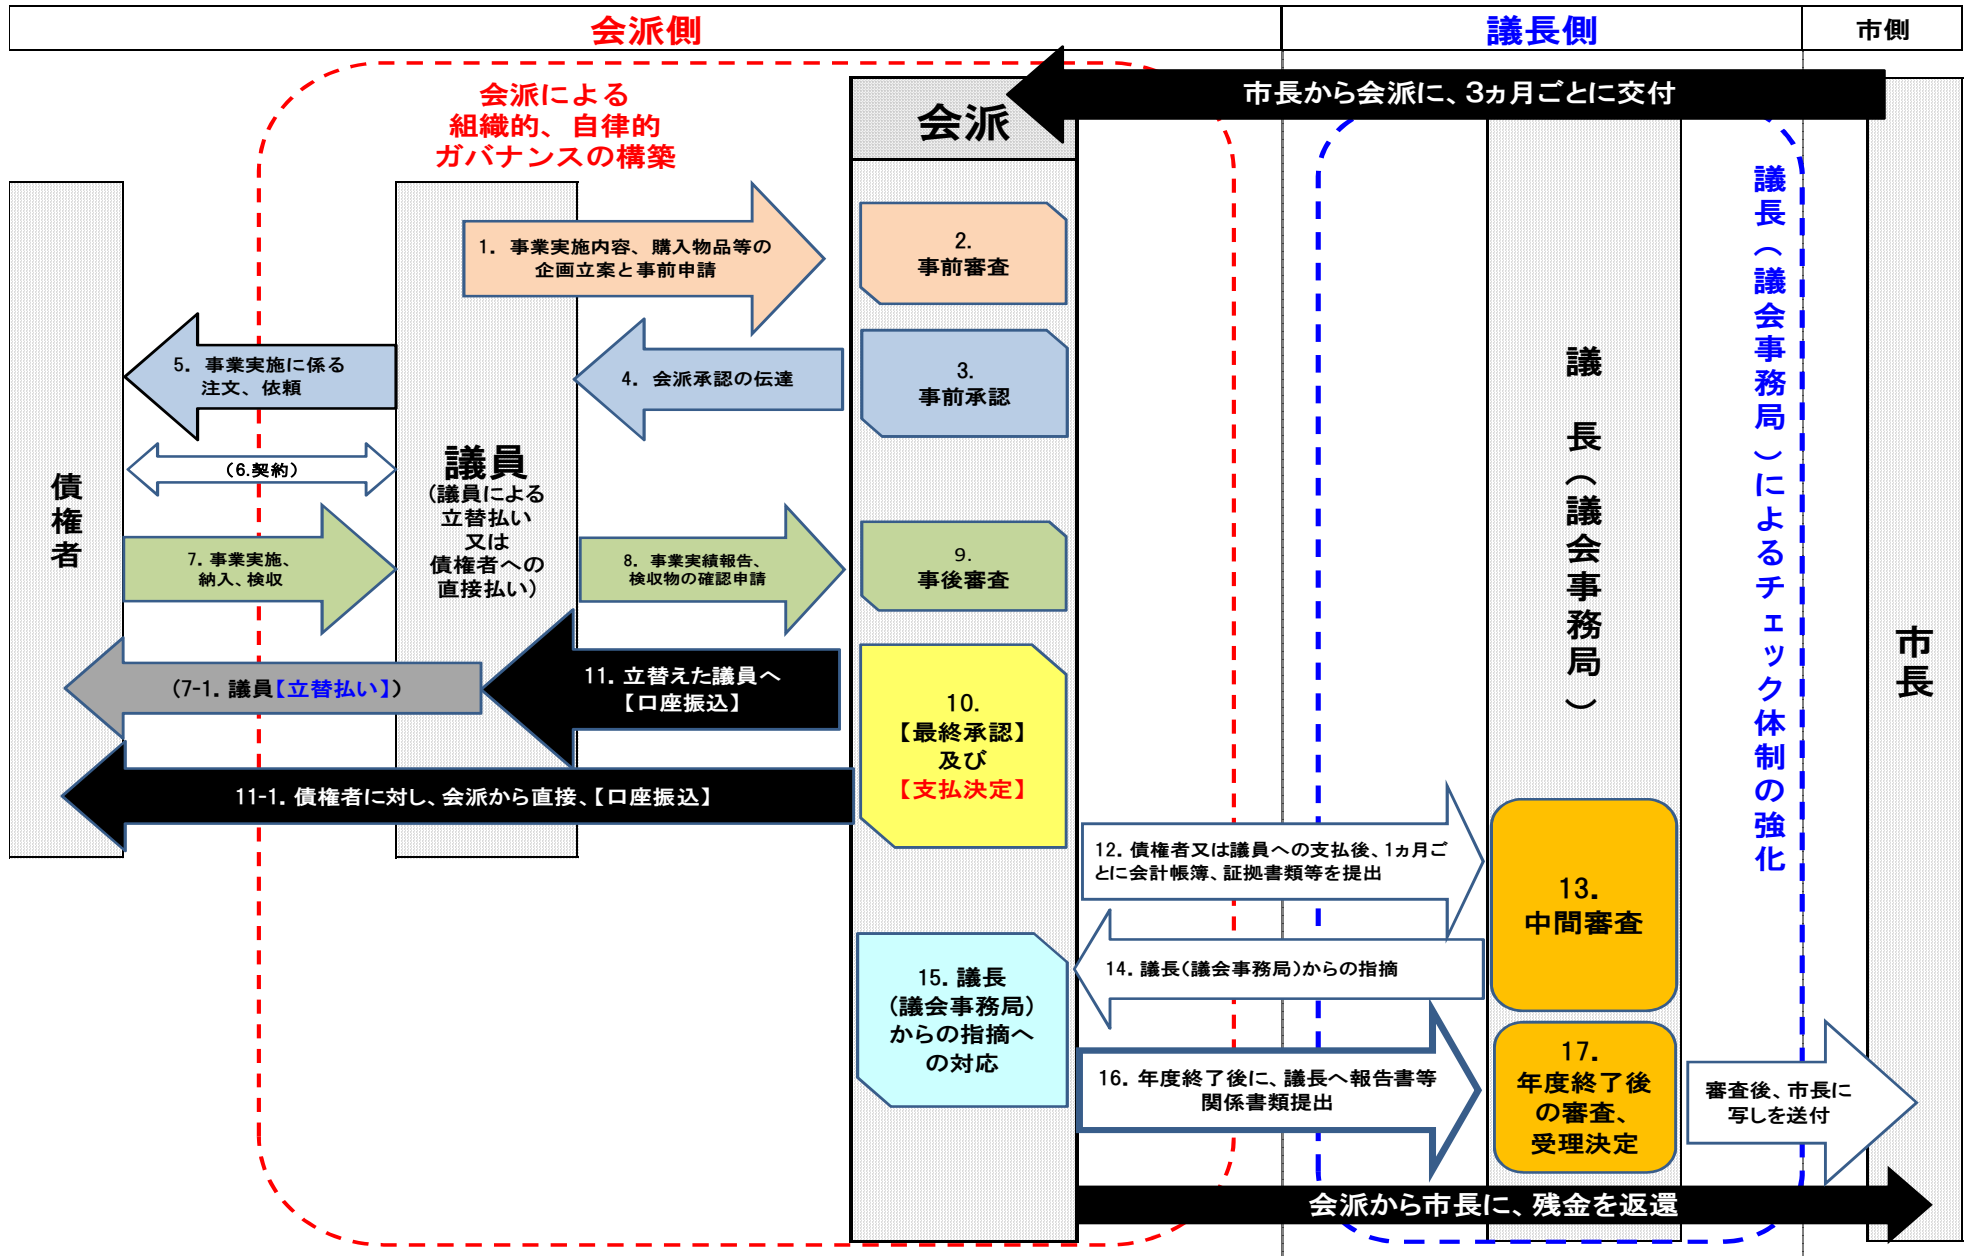 会派側
議長側
市側
市長から会派に、3ヵ月ごとに交付
会派による
組織的、自律的
ガバナンスの構築
会派
1. 事業実施内容、購入物品等の
企画立案と事前申請
2.
事前審査
5. 事業実施に係る
注文、依頼
4. 会派承認の伝達
3.
事前承認
(6.契約)
債権者
議員
(議員による
立替払い
又は
債権者への
直接払い)
7. 事業実施、
納入、検収
8. 事業実績報告、
検収物の確認申請
9.
事後審査
(7-1. 議員【立替払い】)
11. 立替えた議員へ
【口座振込】
10.
【最終承認】
及び
【支払決定】
11-1. 債権者に対し、会派から直接、【口座振込】
議長(議会事務局)
議長(議会事務局)によるチェック体制の強化
市長
12. 債権者又は議員への支払後、1ヵ月ご
とに会計帳簿、証拠書類等を提出
13.
中間審査
14. 議長(議会事務局)からの指摘
15. 議長
(議会事務局)
からの指摘へ
の対応
16. 年度終了後に、議長へ報告書等
関係書類提出
17.
年度終了後
の審査、
受理決定
審査後、市長に
写しを送付
会派から市長に、残金を返還